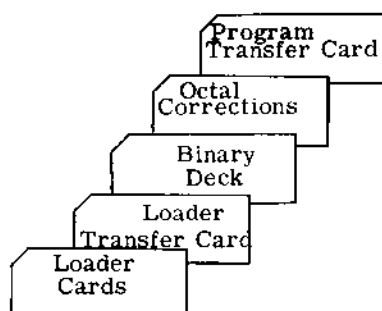 Program
Transfer Card
Octal
Corrections
Binary
Deck
Loader
Transfer Card
Loader
Cards